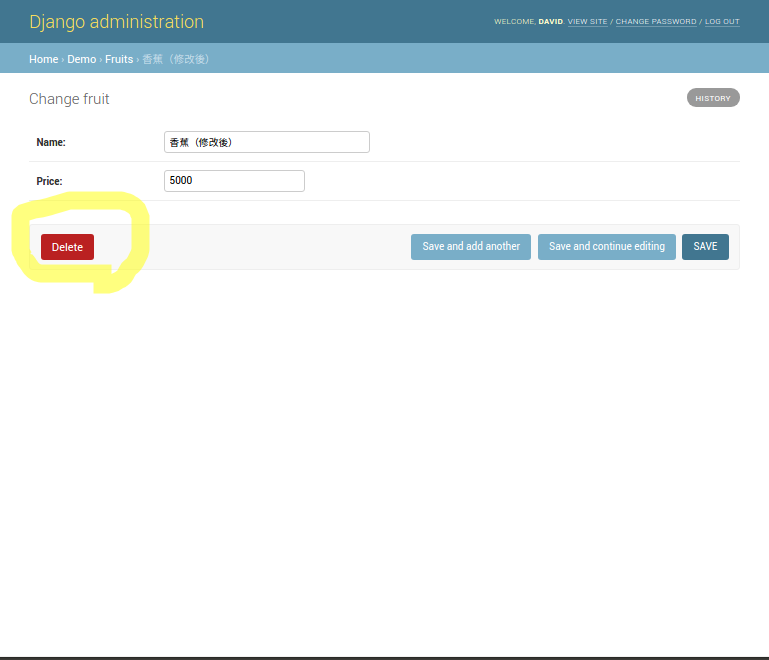 Django administration
WELCOME, DAVID. VIEW SITE / CHANGE PASSWORD / LOG OUT
Home › Demo › Fruits › 香蕉（修改後）
Change fruit
HISTORY
Name: 香蕉（修改後）
Price: 5000
Delete Save and add another Save and continue editing SAVE